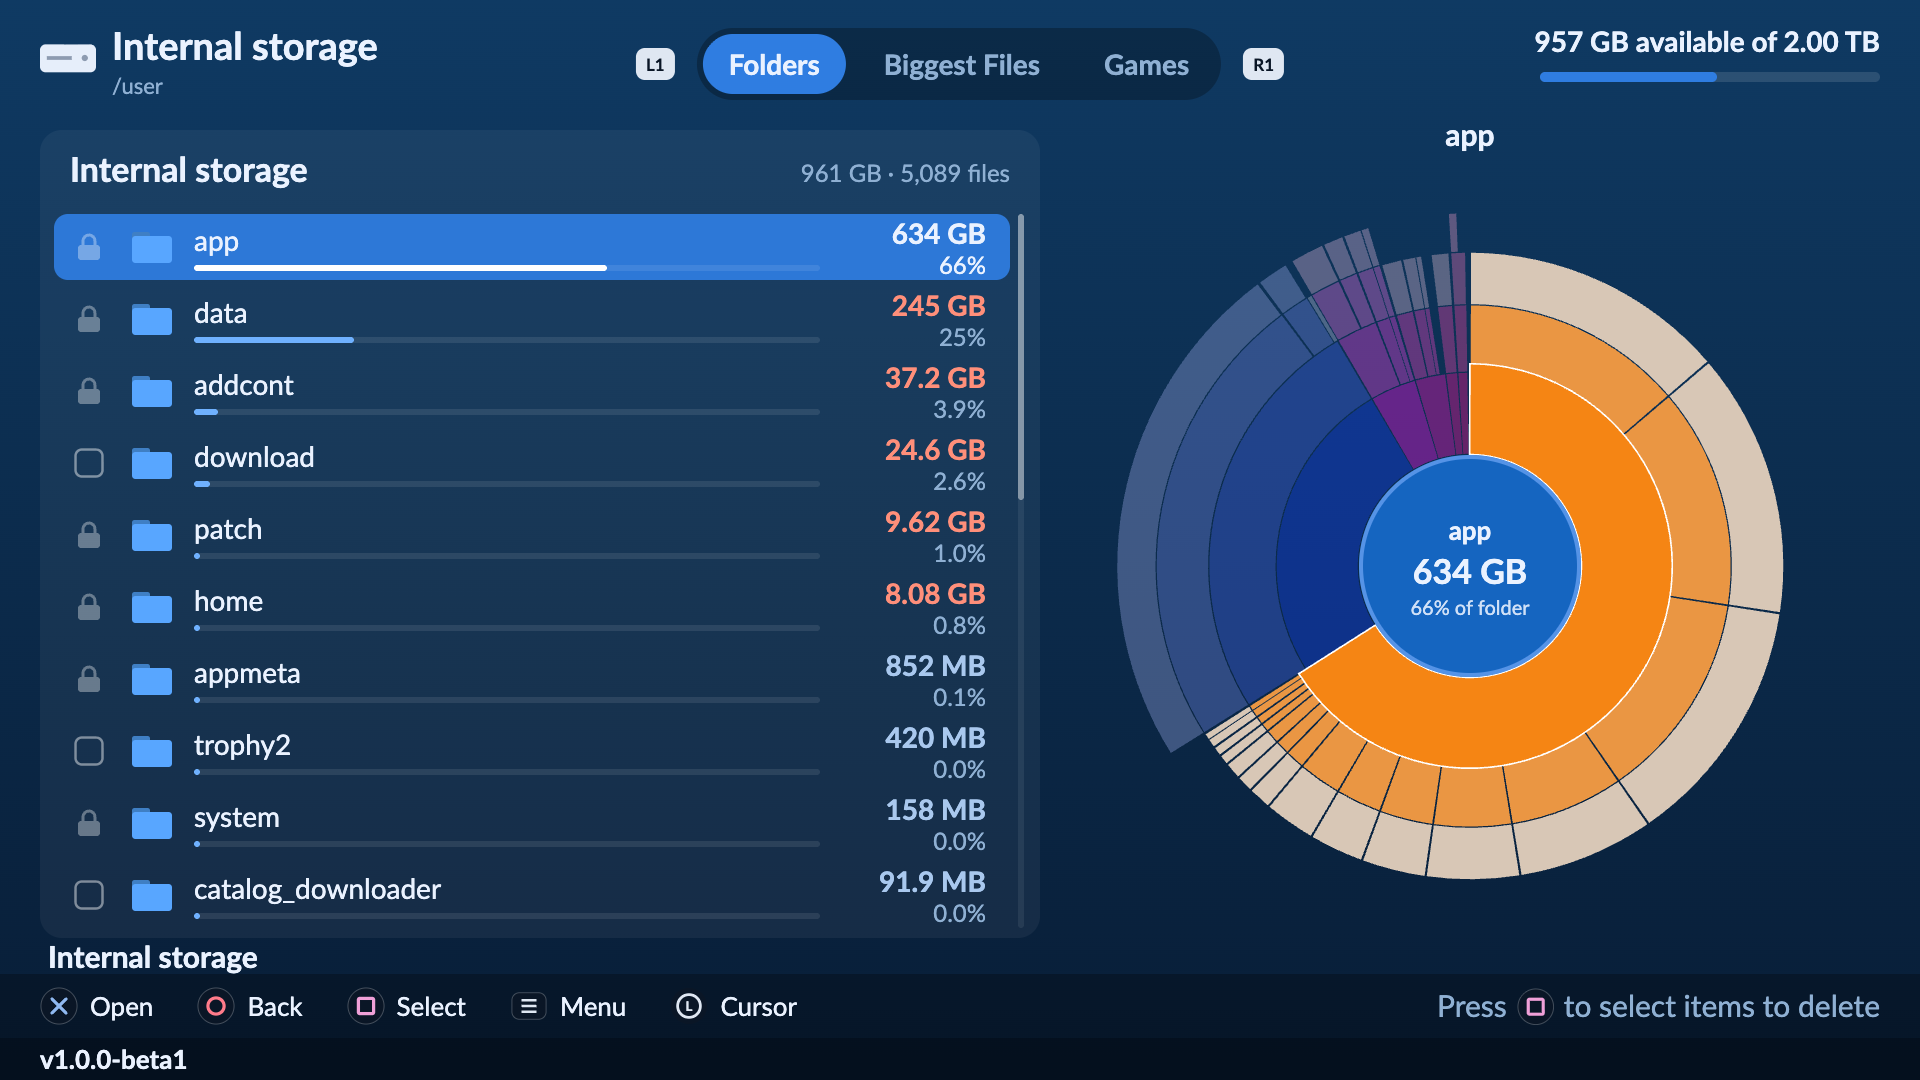 Internal storage
/user
L1
Folders
Biggest Files
Games
R1
957 GB available of 2.00 TB
Internal storage
961 GB · 5,089 files
app
634 GB
66%
data
245 GB
25%
addcont
37.2 GB
3.9%
download
24.6 GB
2.6%
patch
9.62 GB
1.0%
home
8.08 GB
0.8%
appmeta
852 MB
0.1%
trophy2
420 MB
0.0%
system
158 MB
0.0%
catalog_downloader
91.9 MB
0.0%
app
app
634 GB
66% of folder
Internal storage
Open
Back
Select
Menu
L
Cursor
Press to select items to delete
v1.0.0-beta1